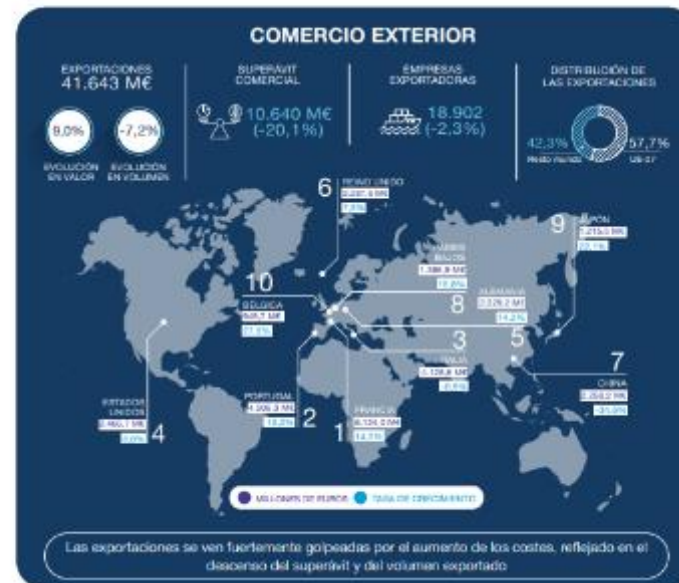 COMERCIO EXTERIOR
EXPORTACIONES
41.643 M€
9,0%
-7,2%
EVOLUCIÓN
EN VALOR
EVOLUCIÓN
EN VOLUMEN
SUPERÁVIT
COMERCIAL
10.640 M€
(-20,1%)
EMPRESAS
EXPORTADORAS
18.902
(-2,3%)
DISTRIBUCIÓN DE
LAS EXPORTACIONES
42,3%
Resto mundo
57,7%
UE-27
6
REINO UNIDO
9
JAPÓN
PAÍSES
BAJOS
8
10
BÉLGICA
ALEMANIA
5
3
ITALIA
7
CHINA
ESTADOS
UNIDOS
4
PORTUGAL
2
1
FRANCIA
MILLONES DE EUROS
TASA DE CRECIMIENTO
Las exportaciones se ven fuertemente golpeadas por el aumento de los costes, reflejado en el
descenso del superávit y del volumen exportado